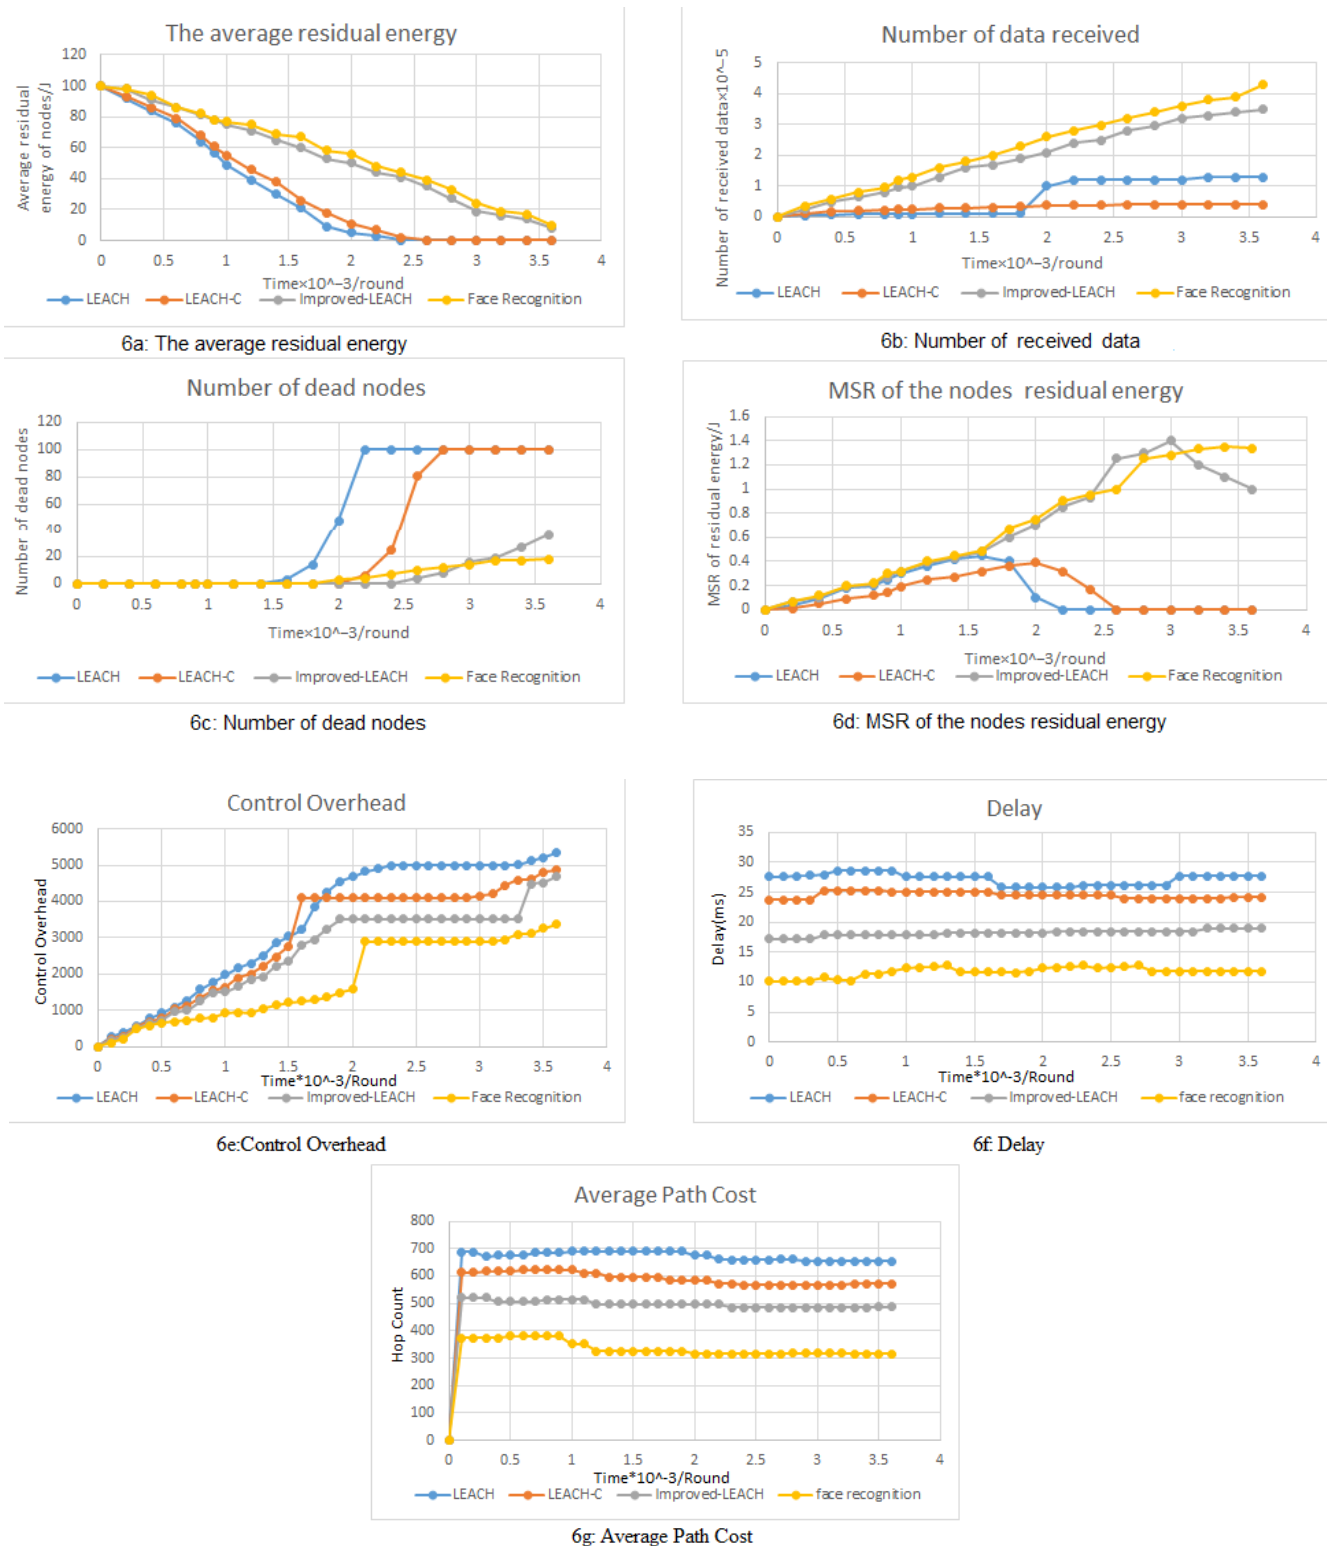 The average residual energy
120
100
80
60
40
20
0
Average residual
energy of nodes/J
0 0.5 1 1.5 2 2.5 3 3.5 4
Time×10^−3/round
LEACH LEACH-C Improved-LEACH Face Recognition
6a: The average residual energy
Number of data received
5
4
3
2
1
0
Number of received data×10^−5
0 0.5 1 1.5 2 2.5 3 3.5 4
Time×10^−3/round
LEACH LEACH-C Improved-LEACH Face Recognition
6b: Number of received data
Number of dead nodes
120
100
80
60
40
20
0
Number of dead nodes
0 0.5 1 1.5 2 2.5 3 3.5 4
Time×10^−3/round
LEACH LEACH-C Improved-LEACH Face Recognition
6c: Number of dead nodes
MSR of the nodes residual energy
1.6
1.4
1.2
1
0.8
0.6
0.4
0.2
0
MSR of residual energy/J
0 0.5 1 1.5 2 2.5 3 3.5 4
Time×10^−3/round
LEACH LEACH-C Improved-LEACH Face Recognition
6d: MSR of the nodes residual energy
Control Overhead
6000
5000
4000
3000
2000
1000
0
Control Overhead
0 0.5 1 1.5 2 2.5 3 3.5 4
Time*10^-3/Round
LEACH LEACH-C Improved-LEACH Face Recognition
6e:Control Overhead
Delay
35
30
25
20
15
10
5
0
Delay(ms)
0 0.5 1 1.5 2 2.5 3 3.5 4
Time*10^-3/Round
LEACH LEACH-C Improved-LEACH face recognition
6f: Delay
Average Path Cost
800
700
600
500
400
300
200
100
0
Hop Count
0 0.5 1 1.5 2 2.5 3 3.5 4
Time*10^-3/Round
LEACH LEACH-C Improved-LEACH face recognition
6g: Average Path Cost